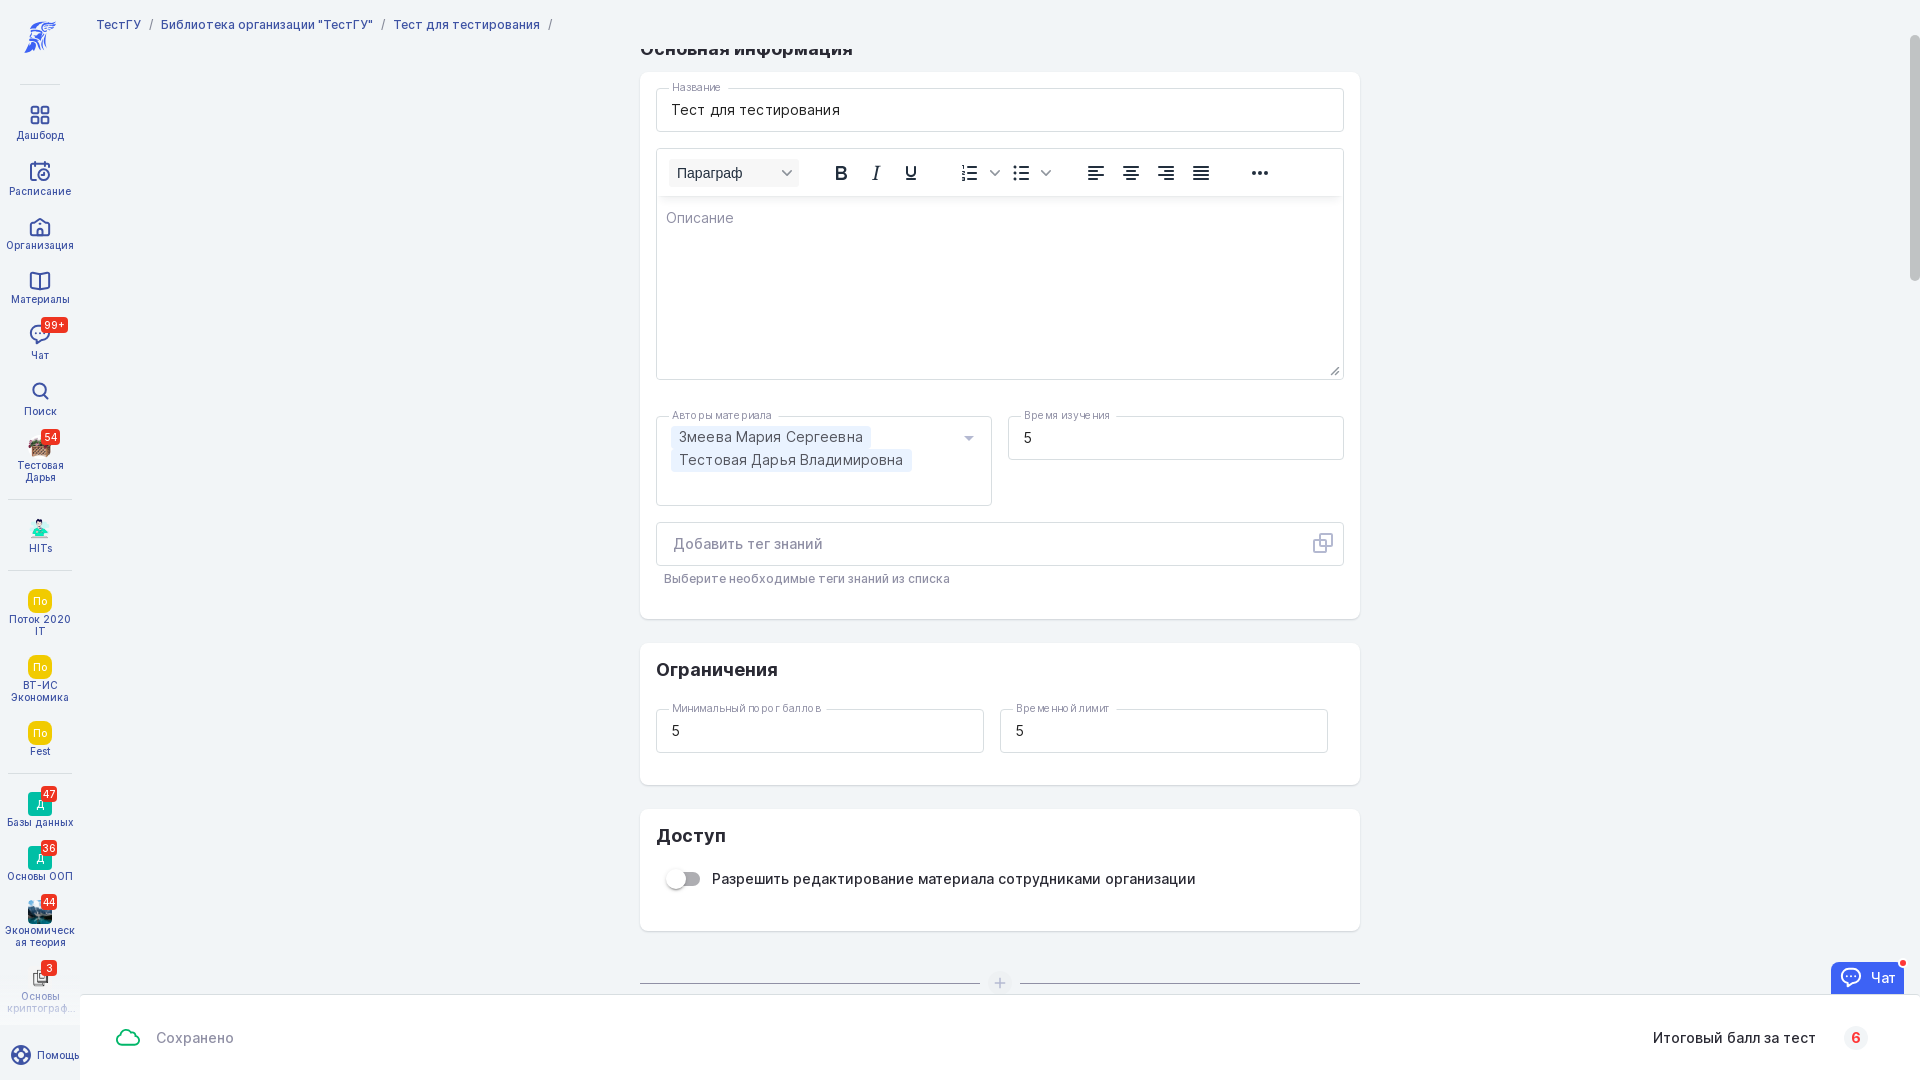 ТестГУ / Библиотека организации "ТестГУ" / Тест для тестирования /
Дашборд
Расписание
Организация
Материалы
99+
Чат
Поиск
54
Тестовая
Дарья
HITs
По
Поток 2020
IT
По
ВТ-ИС
Экономика
По
Fest
47
Д
Базы данных
36
Д
Основы ООП
44
Экономическ
ая теория
3
Основы
криптограф...
Помощь
Основная информация
Название
Тест для тестирования
Параграф
Описание
Авторы материала
Змеева Мария Сергеевна
Тестовая Дарья Владимировна
Время изучения
5
Добавить тег знаний
Выберите необходимые теги знаний из списка
Ограничения
Минимальный порог баллов
5
Временной лимит
5
Доступ
Разрешить редактирование материала сотрудниками организации
Чат
Сохранено
Итоговый балл за тест 6